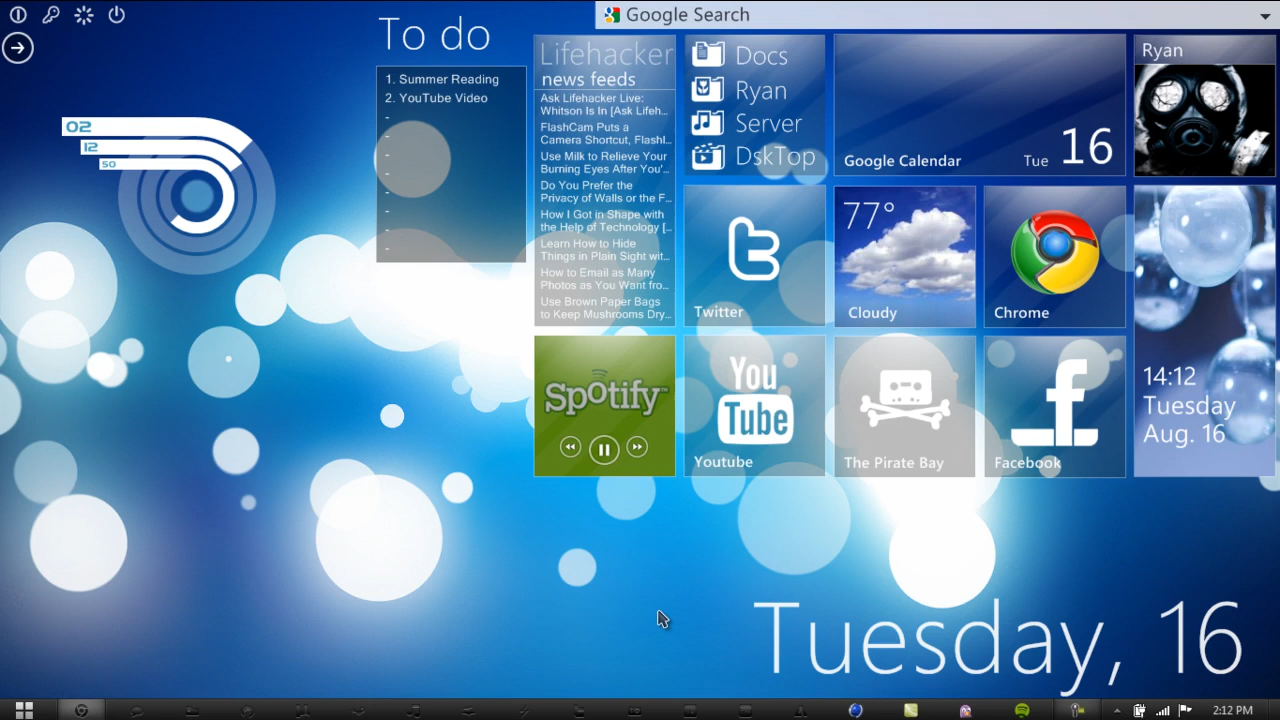 Google Search
To do
1. Summer Reading
2. YouTube Video
-
-
-
-
-
-
-
-
02
12
50
Lifehacker
news feeds
Ask Lifehacker Live:
Whitson Is In [Ask Lifeh...
FlashCam Puts a
Camera Shortcut, Flashl...
Use Milk to Relieve Your
Burning Eyes After You'...
Do You Prefer the
Privacy of Walls or the F...
How I Got in Shape with
the Help of Technology [...
Learn How to Hide
Things in Plain Sight wit...
How to Email as Many
Photos as You Want fro...
Use Brown Paper Bags
to Keep Mushrooms Dry...
Docs
Ryan
Server
DskTop
Google Calendar
Tue 16
Ryan
Twitter
77°
Cloudy
Chrome
14:12
Tuesday
Aug. 16
Spotify™
You
Tube
Youtube
The Pirate Bay
Facebook
Tuesday, 16
2:12 PM